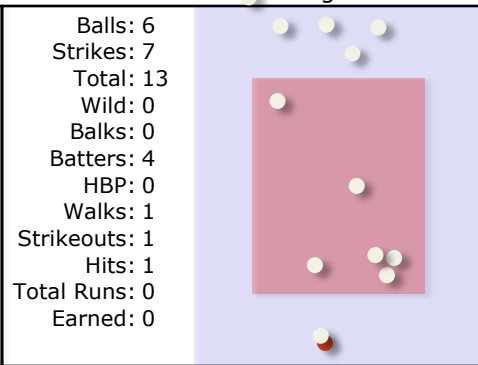 Balls: 6
Strikes: 7
Total: 13
Wild: 0
Balks: 0
Batters: 4
HBP: 0
Walks: 1
Strikeouts: 1
Hits: 1
Total Runs: 0
Earned: 0